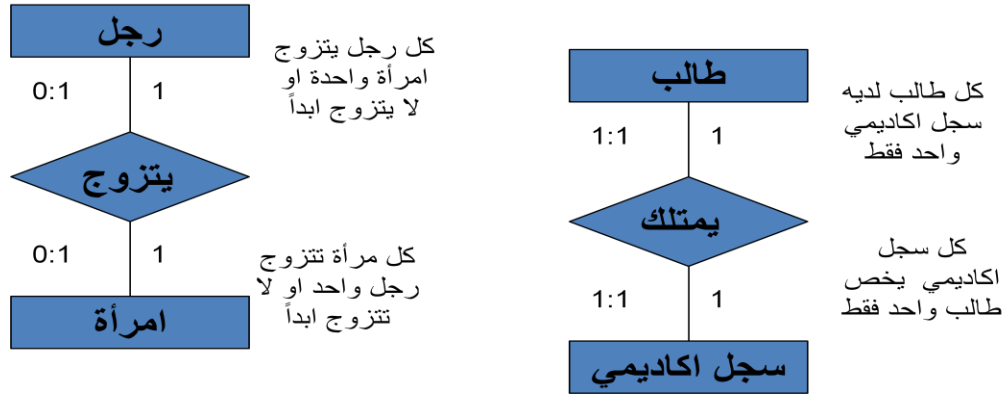 رجل
0:1
1
كل رجل يتزوج
امرأة واحدة او
لا يتزوج ابداً
يتزوج
0:1
1
كل مرأة تتزوج
رجل واحد او لا
تتزوج ابداً
امرأة
طالب
1:1
1
كل طالب لديه
سجل اكاديمي
واحد فقط
يمتلك
1:1
1
كل سجل
اكاديمي يخص
طالب واحد فقط
سجل اكاديمي